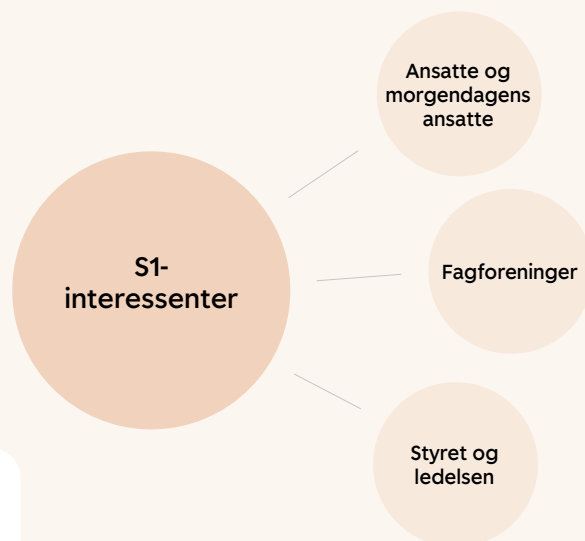 S1-
interessenter
Ansatte og
morgendagens
ansatte
Fagforeninger
Styret og
ledelsen